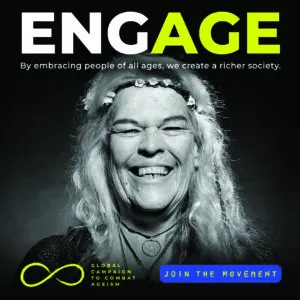 ENGAGE
By embracing people of all ages, we create a richer society.
GLOBAL
CAMPAIGN
TO COMBAT
AGEISM
JOIN THE MOVEMENT